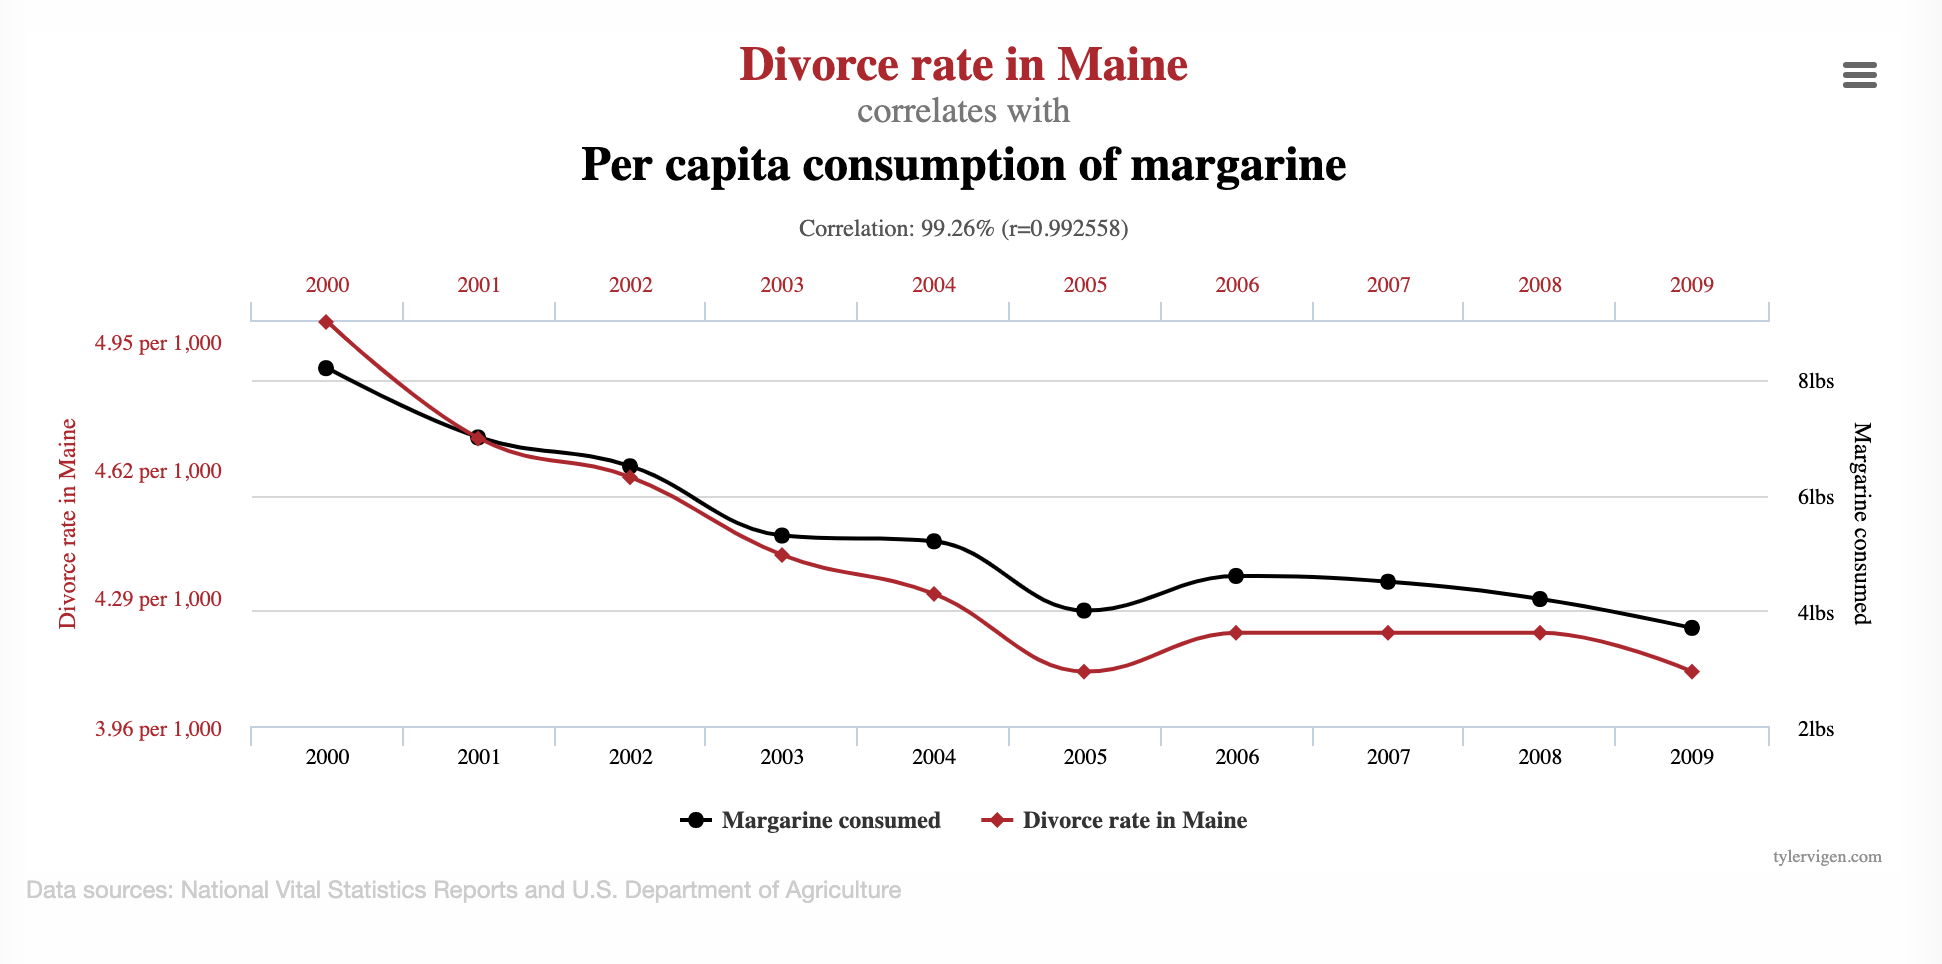 Divorce rate in Maine
correlates with
Per capita consumption of margarine
Correlation: 99.26% (r=0.992558)
2000 2001 2002 2003 2004 2005 2006 2007 2008 2009
4.95 per 1,000
4.62 per 1,000
4.29 per 1,000
3.96 per 1,000
Divorce rate in Maine
8lbs
6lbs
4lbs
2lbs
Margarine consumed
2000 2001 2002 2003 2004 2005 2006 2007 2008 2009
Margarine consumed Divorce rate in Maine
tylervigen.com
Data sources: National Vital Statistics Reports and U.S. Department of Agriculture